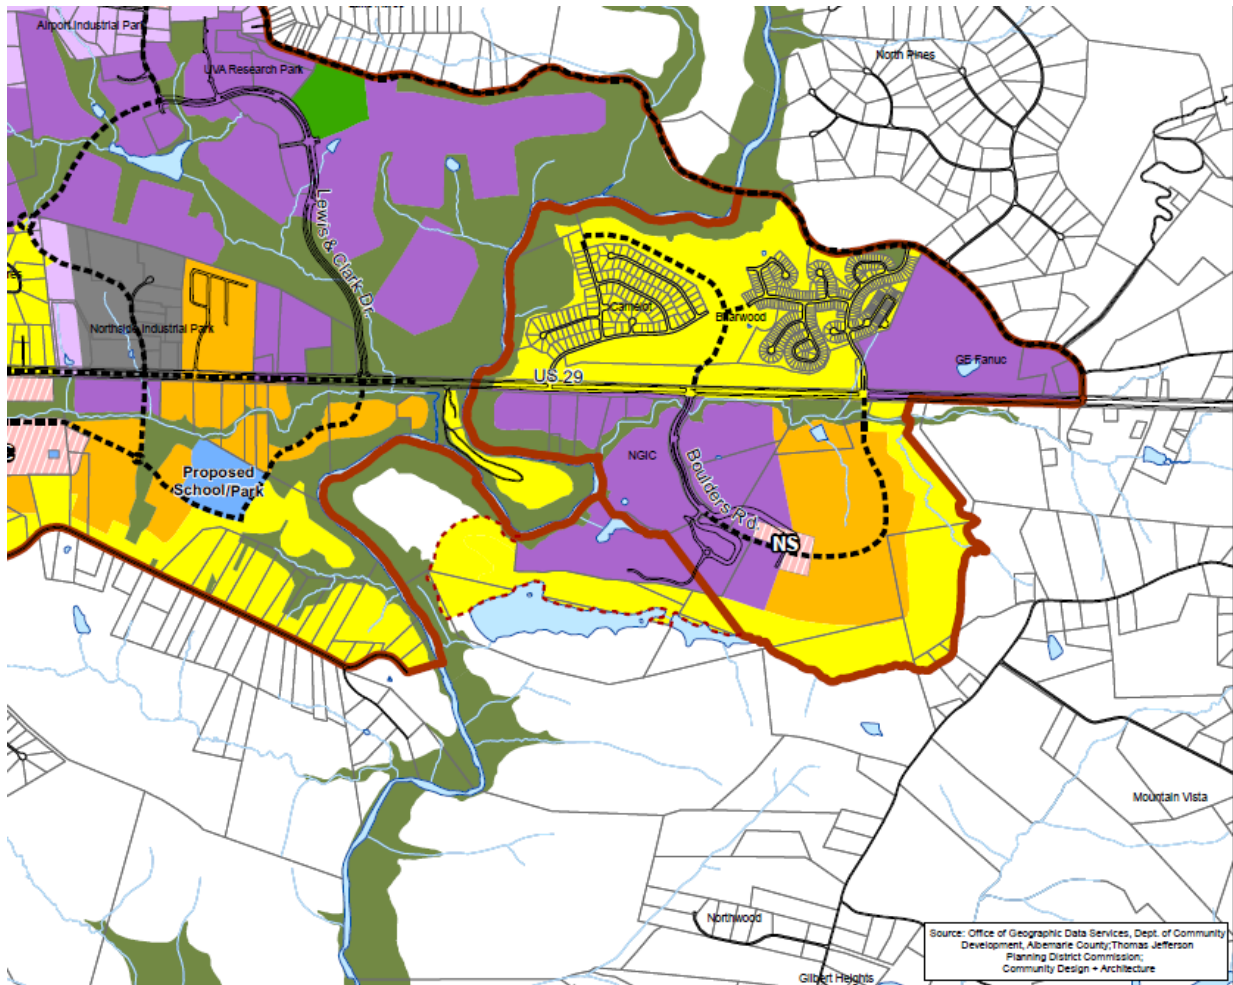 Airport Industrial Park
North Pines
UVA Research Park
Lewis & Clark Dr.
Camelot
Briarwood
Northside Industrial Park
GE Fanuc
US 29
NGIC
Proposed
School/Park
Boulders Rd.
NS
Mountain Vista
Northwood
Source: Office of Geographic Data Services, Dept. of Community
Development, Albemarle County;Thomas Jefferson
Planning District Commission;
Community Design + Architecture
Gilbert Heights